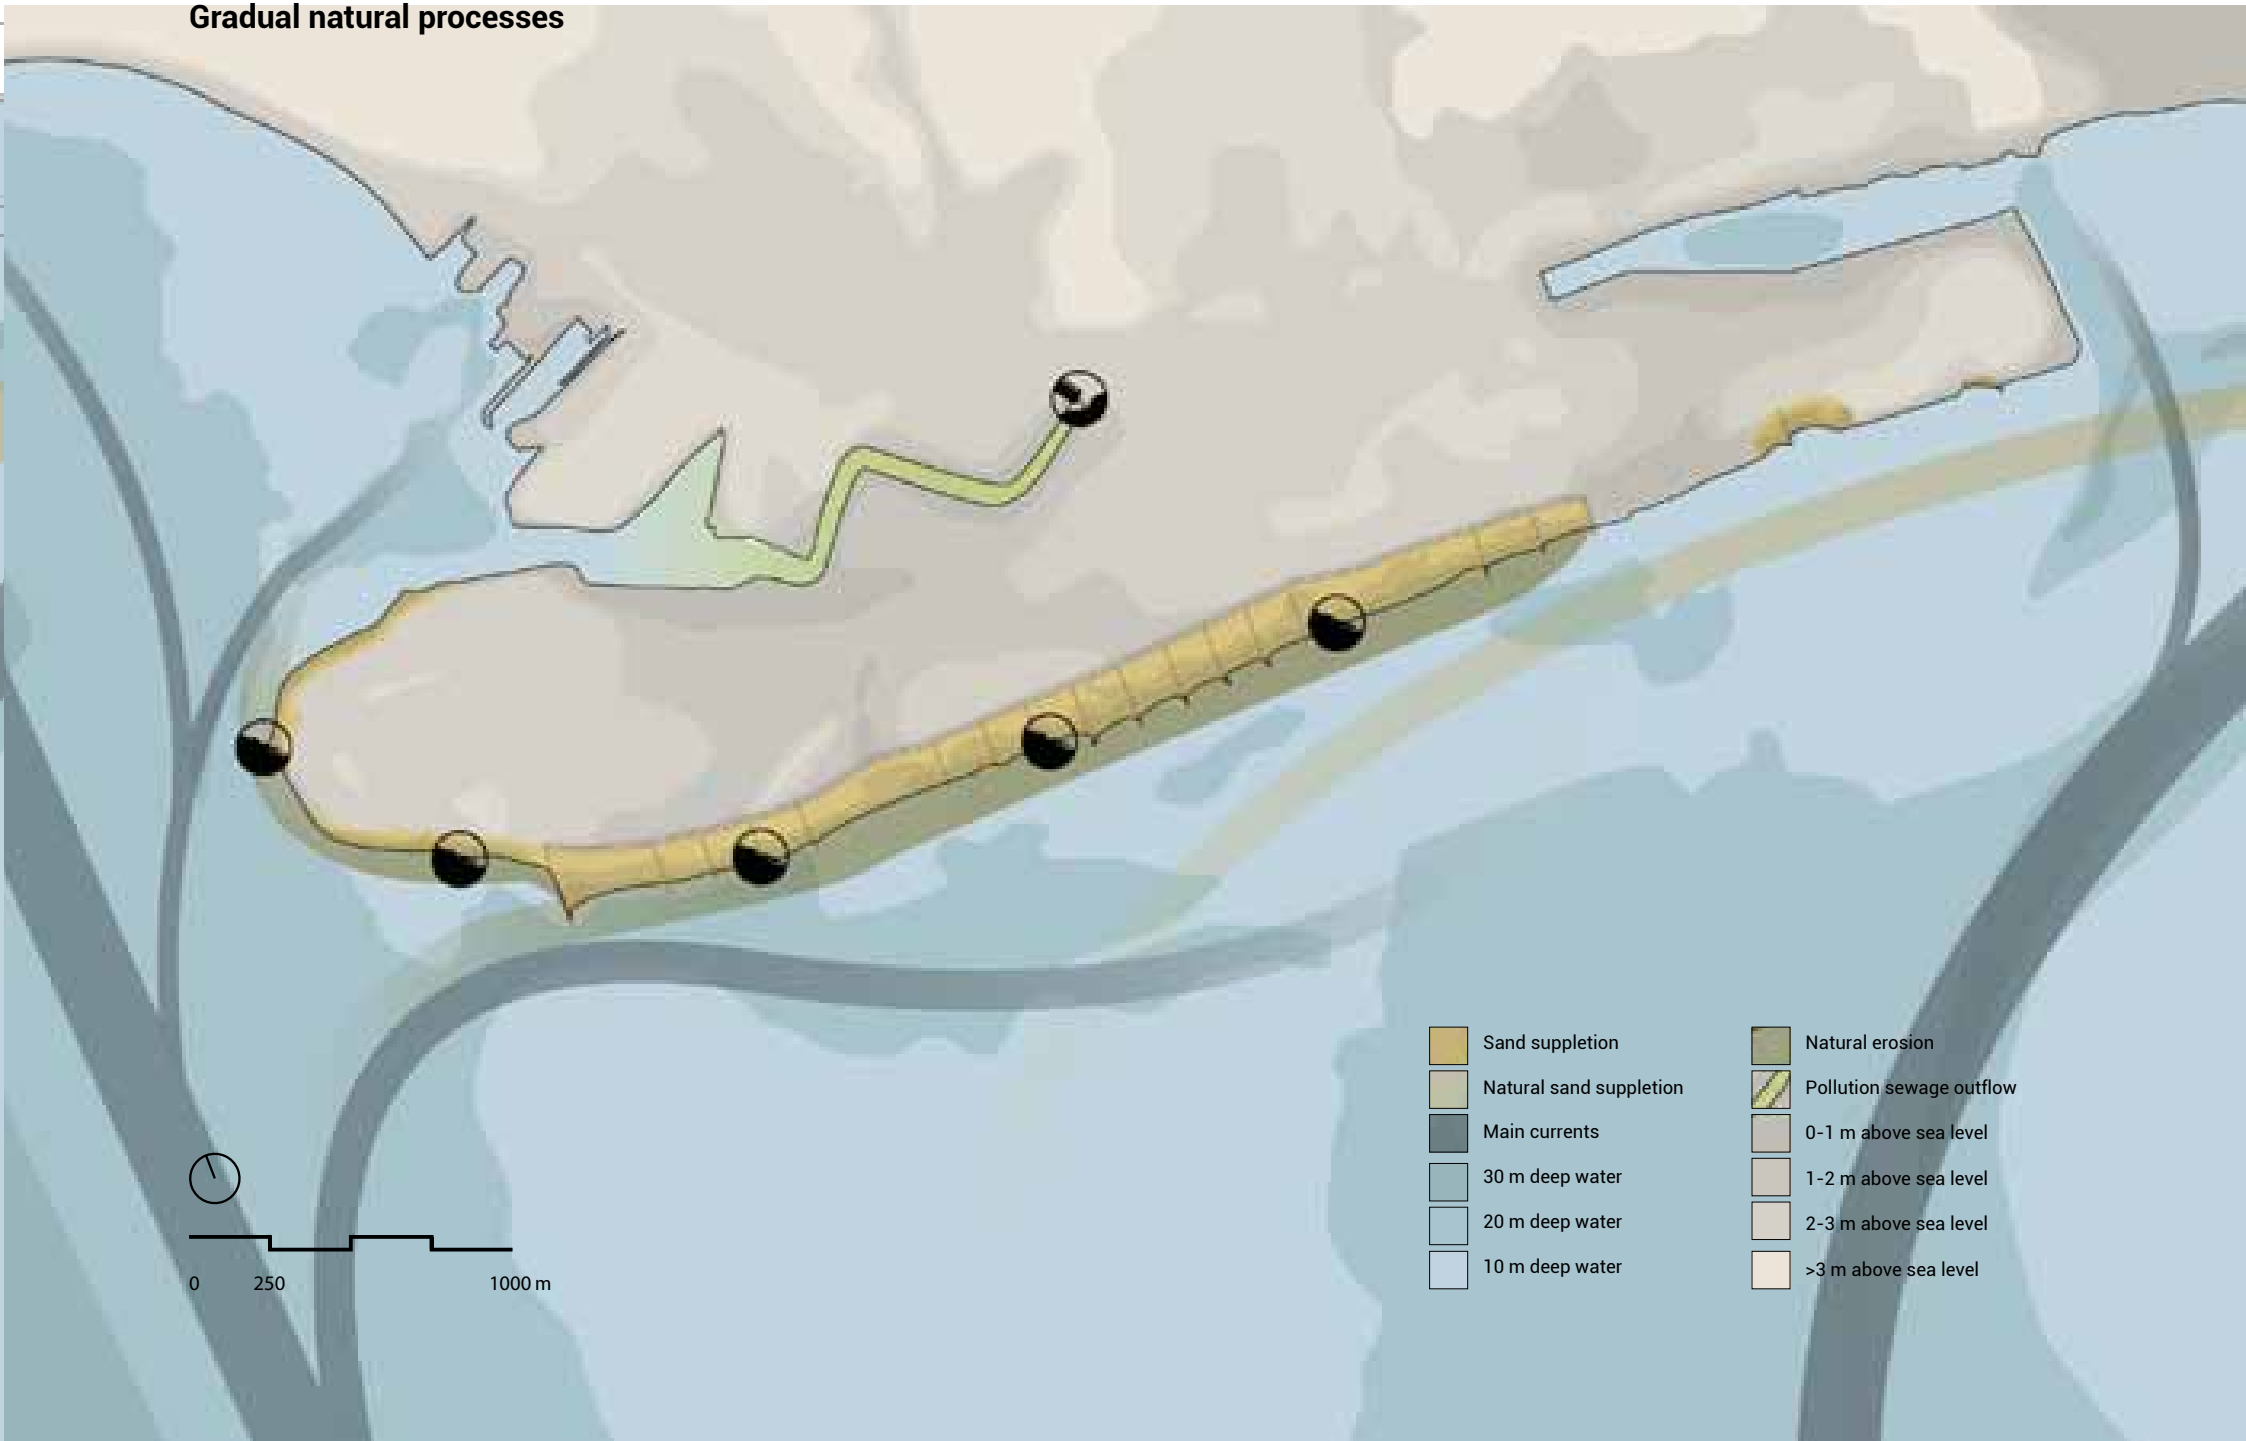 Gradual natural processes
Sand suppletion
Natural sand suppletion
Main currents
30 m deep water
20 m deep water
10 m deep water
Natural erosion
Pollution sewage outflow
0-1 m above sea level
1-2 m above sea level
2-3 m above sea level
>3 m above sea level
0 250 1000 m